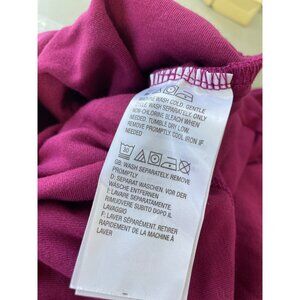 MACHINE WASH COLD, GENTLE
CYCLE, WASH SEPARATELY. ONLY
NON-CHLORINE BLEACH WHEN
NEEDED. TUMBLE DRY LOW.
REMOVE PROMPTLY. COOL IRON IF
NEEDED.
30
GB: WASH SEPARATELY. REMOVE
PROMPTLY
D: SEPARAT WASCHEN. VOR DER
WÄSCHE ENTFERNEN
I: LAVARE SEPARATAMENTE.
RIMUOVERE SUBITO DOPO IL
LAVAGGIO
F: LAVER SÉPARÉMENT. RETIRER
RAPIDEMENT DE LA MACHINE À
LAVER